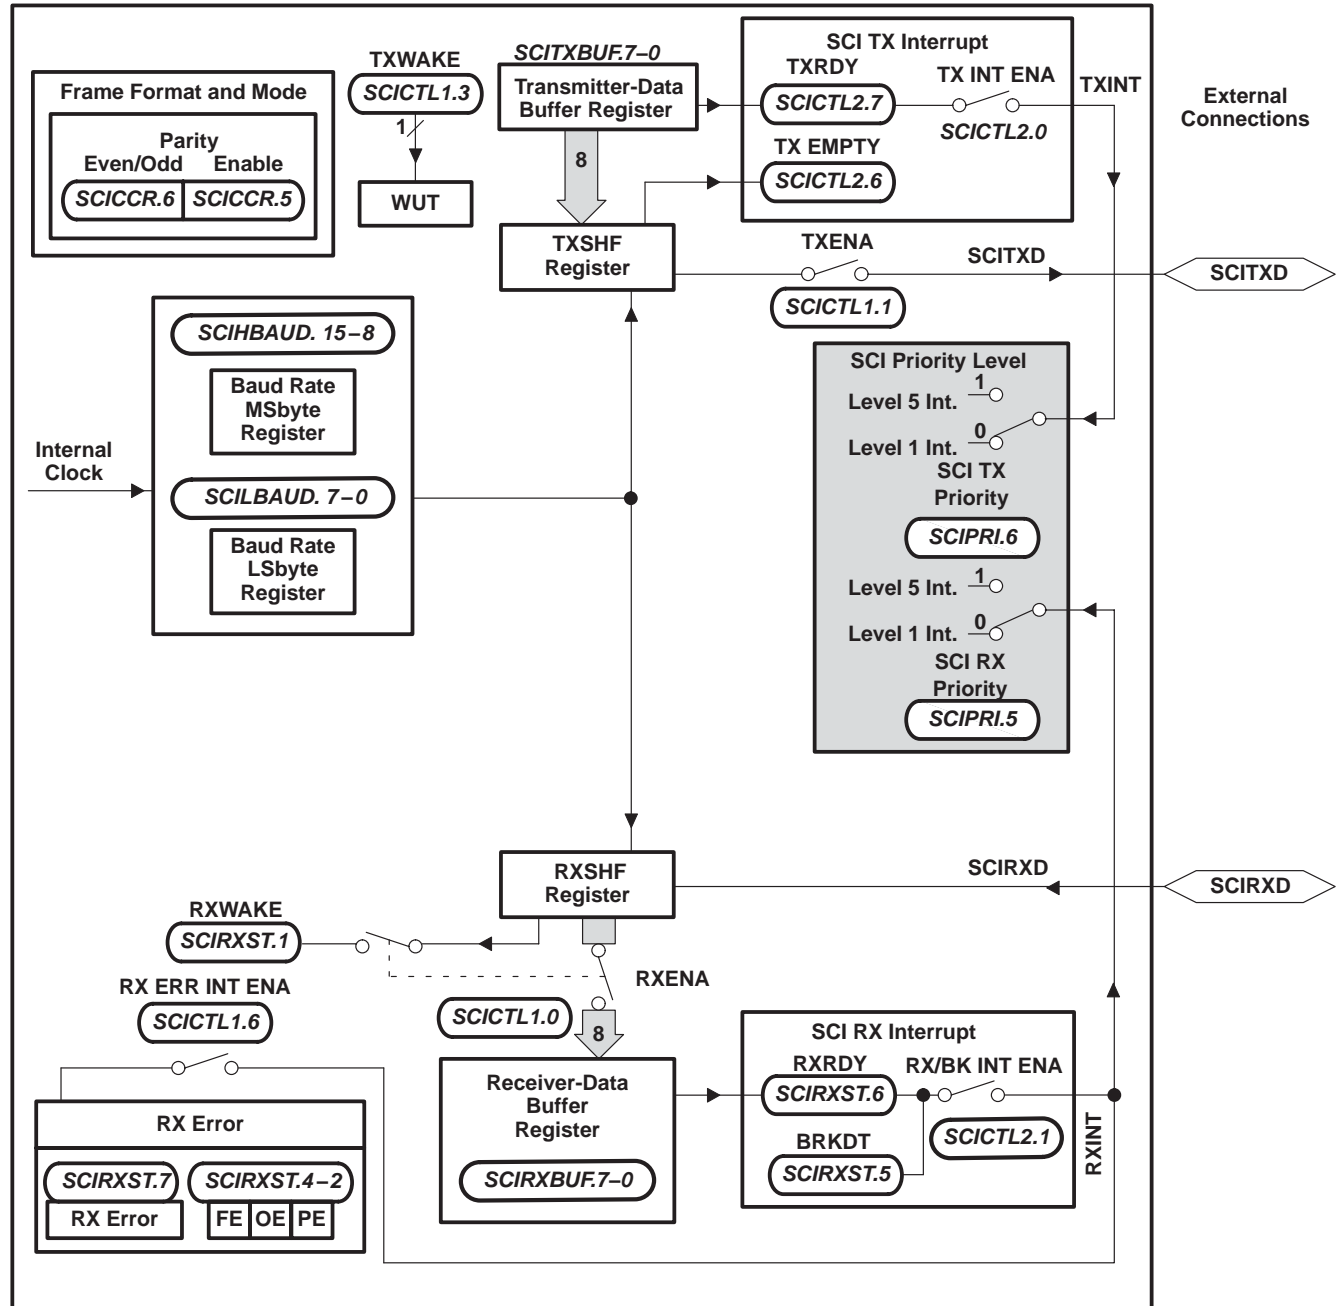 Frame Format and Mode
Parity
Even/Odd Enable
SCICCR.6 SCICCR.5
TXWAKE
SCICTL1.3
1
WUT
SCITXBUF.7–0
Transmitter-Data
Buffer Register
8
TXSHF
Register
SCI TX Interrupt
TXRDY
SCICTL2.7
TX INT ENA
SCICTL2.0
TX EMPTY
SCICTL2.6
TXINT
External
Connections
TXENA
SCICTL1.1
SCITXD
SCITXD
Internal
Clock
SCIHBAUD. 15–8
Baud Rate
MSbyte
Register
SCILBAUD. 7–0
Baud Rate
LSbyte
Register
SCI Priority Level
Level 5 Int. 1
Level 1 Int. 0
SCI TX
Priority
SCIPRI.6
Level 5 Int. 1
Level 1 Int. 0
SCI RX
Priority
SCIPRI.5
RXSHF
Register
SCIRXD
SCIRXD
RXWAKE
SCIRXST.1
RXENA
SCICTL1.0
8
RX ERR INT ENA
SCICTL1.6
RX Error
SCIRXST.7
RX Error
SCIRXST.4–2
FE OE PE
Receiver-Data
Buffer
Register
SCIRXBUF.7–0
SCI RX Interrupt
RXRDY
SCIRXST.6
RX/BK INT ENA
SCICTL2.1
BRKDT
SCIRXST.5
RXINT